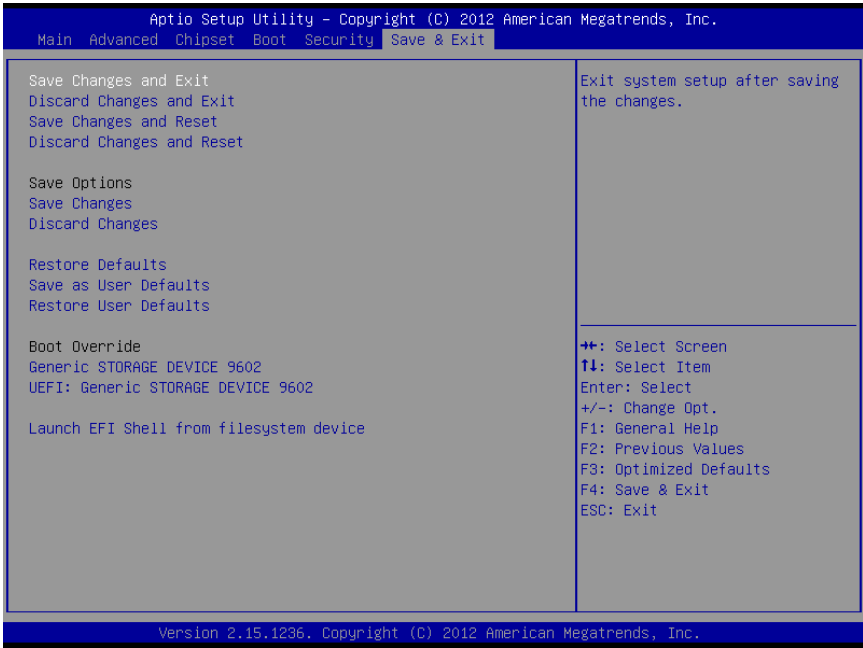 Aptio Setup Utility – Copyright (C) 2012 American Megatrends, Inc.
Main Advanced Chipset Boot Security Save & Exit
Save Changes and Exit
Discard Changes and Exit
Save Changes and Reset
Discard Changes and Reset
Save Options
Save Changes
Discard Changes
Restore Defaults
Save as User Defaults
Restore User Defaults
Boot Override
Generic STORAGE DEVICE 9602
UEFI: Generic STORAGE DEVICE 9602
Launch EFI Shell from filesystem device
Exit system setup after saving
the changes.
→←: Select Screen
↑↓: Select Item
Enter: Select
+/-: Change Opt.
F1: General Help
F2: Previous Values
F3: Optimized Defaults
F4: Save & Exit
ESC: Exit
Version 2.15.1236. Copyright (C) 2012 American Megatrends, Inc.